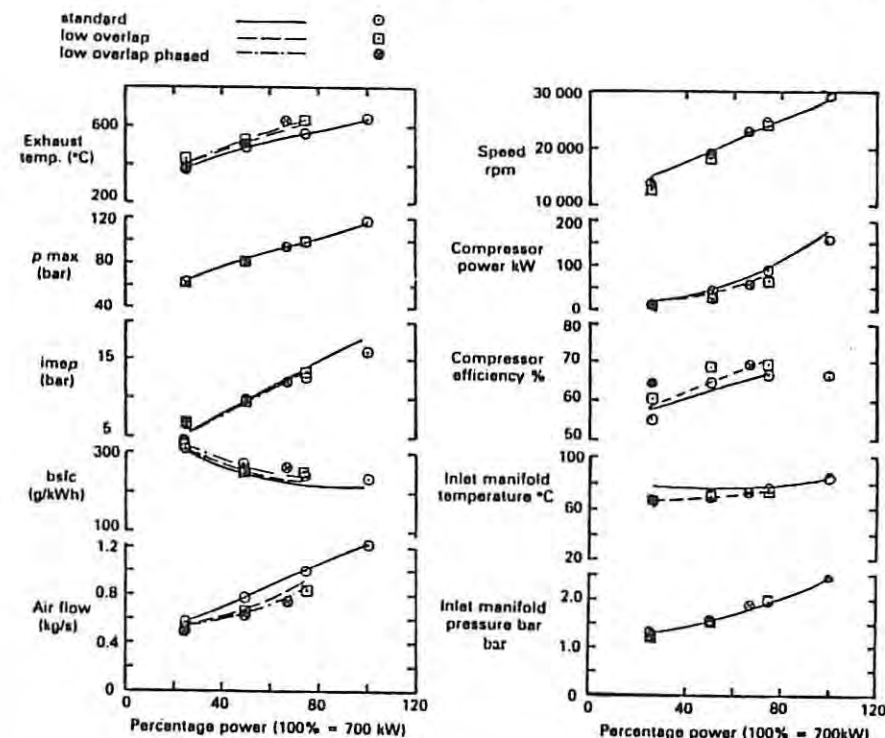 standard
low overlap
low overlap phased
Exhaust
temp. (°C)
600
200
p max
(bar)
120
80
40
imep
(bar)
15
5
bsfc
(g/kWh)
300
100
Air flow
(kg/s)
1.2
0.8
0.4
0
0 40 80 120
Percentage power (100% = 700 kW)
Speed
rpm
30 000
20 000
10 000
Compressor
power kW
200
100
0
Compressor
efficiency %
80
70
60
50
Inlet manifold
temperature °C
100
60
20
Inlet manifold
pressure bar
bar
2.0
1.0
0
0 40 80 120
Percentage power (100% = 700kW)